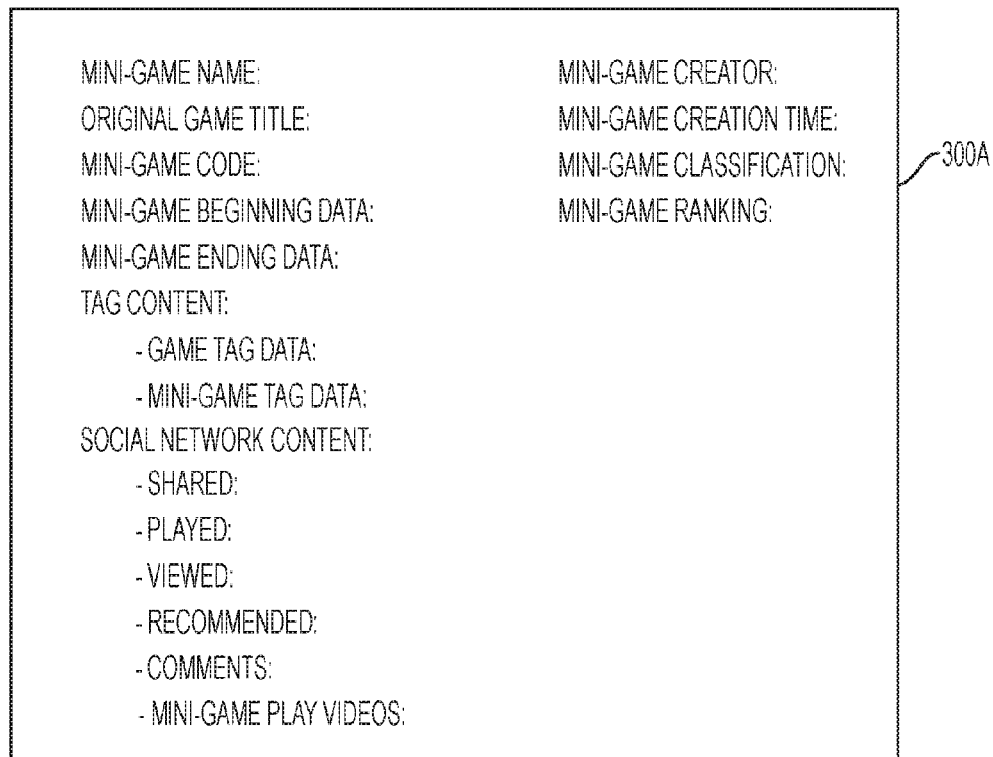 MINI-GAME NAME:
ORIGINAL GAME TITLE:
MINI-GAME CODE:
MINI-GAME BEGINNING DATA:
MINI-GAME ENDING DATA:
TAG CONTENT:
- GAME TAG DATA:
- MINI-GAME TAG DATA:
SOCIAL NETWORK CONTENT:
- SHARED:
- PLAYED:
- VIEWED:
- RECOMMENDED:
- COMMENTS:
- MINI-GAME PLAY VIDEOS:
MINI-GAME CREATOR:
MINI-GAME CREATION TIME:
MINI-GAME CLASSIFICATION:
MINI-GAME RANKING:
300A